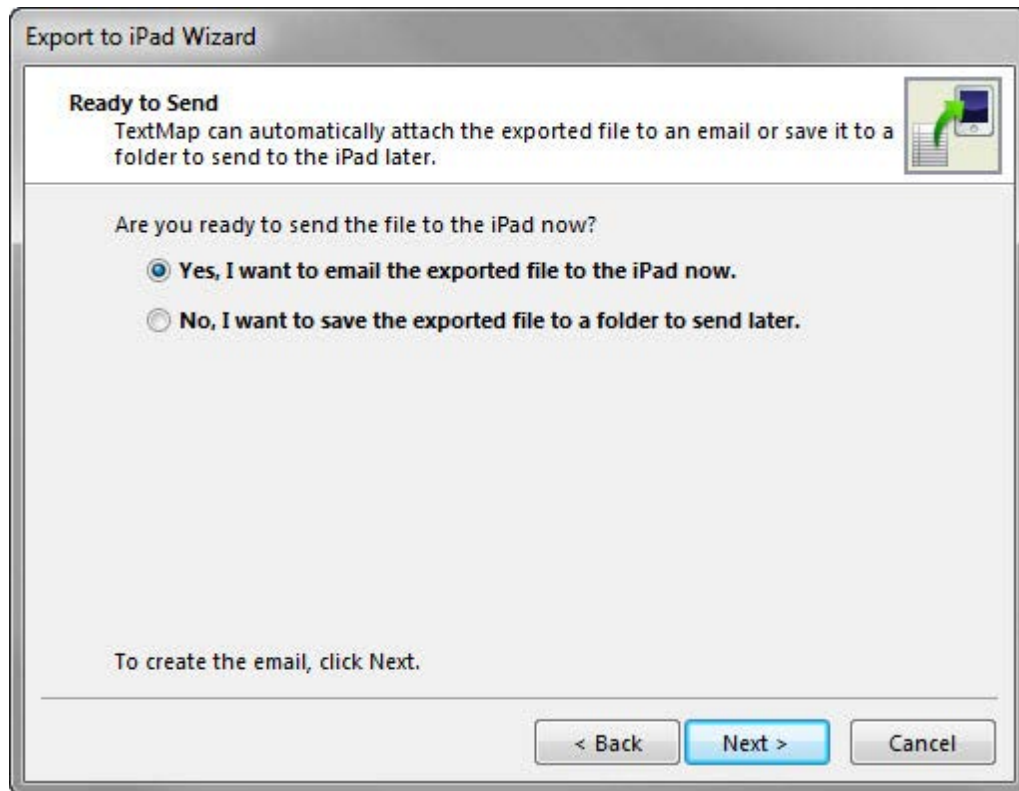 Export to iPad Wizard
Ready to Send
TextMap can automatically attach the exported file to an email or save it to a
folder to send to the iPad later.
Are you ready to send the file to the iPad now?
Yes, I want to email the exported file to the iPad now.
No, I want to save the exported file to a folder to send later.
To create the email, click Next.
< Back Next > Cancel